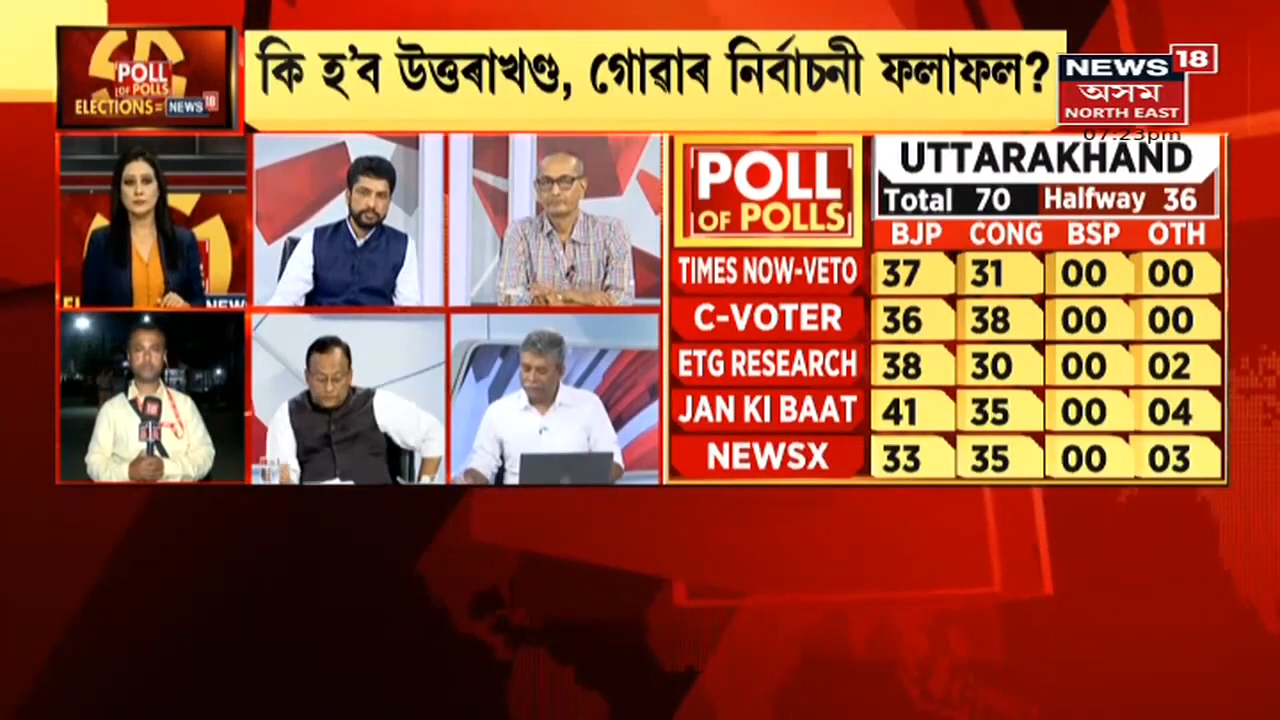 POLL
OF POLLS
ELECTIONS= NEWS18
কি হ'ব উত্তৰাখণ্ড, গোৱাৰ নিৰ্বাচনী ফলাফল?
NEWS 18
অসম
NORTH EAST
07:23pm
POLL
OF POLLS
UTTARAKHAND
Total 70 Halfway 36
BJP CONG BSP OTH
TIMES NOW-VETO 37 31 00 00
C-VOTER 36 38 00 00
ETG RESEARCH 38 30 00 02
JAN KI BAAT 41 35 00 04
NEWSX 33 35 00 03
NEWS